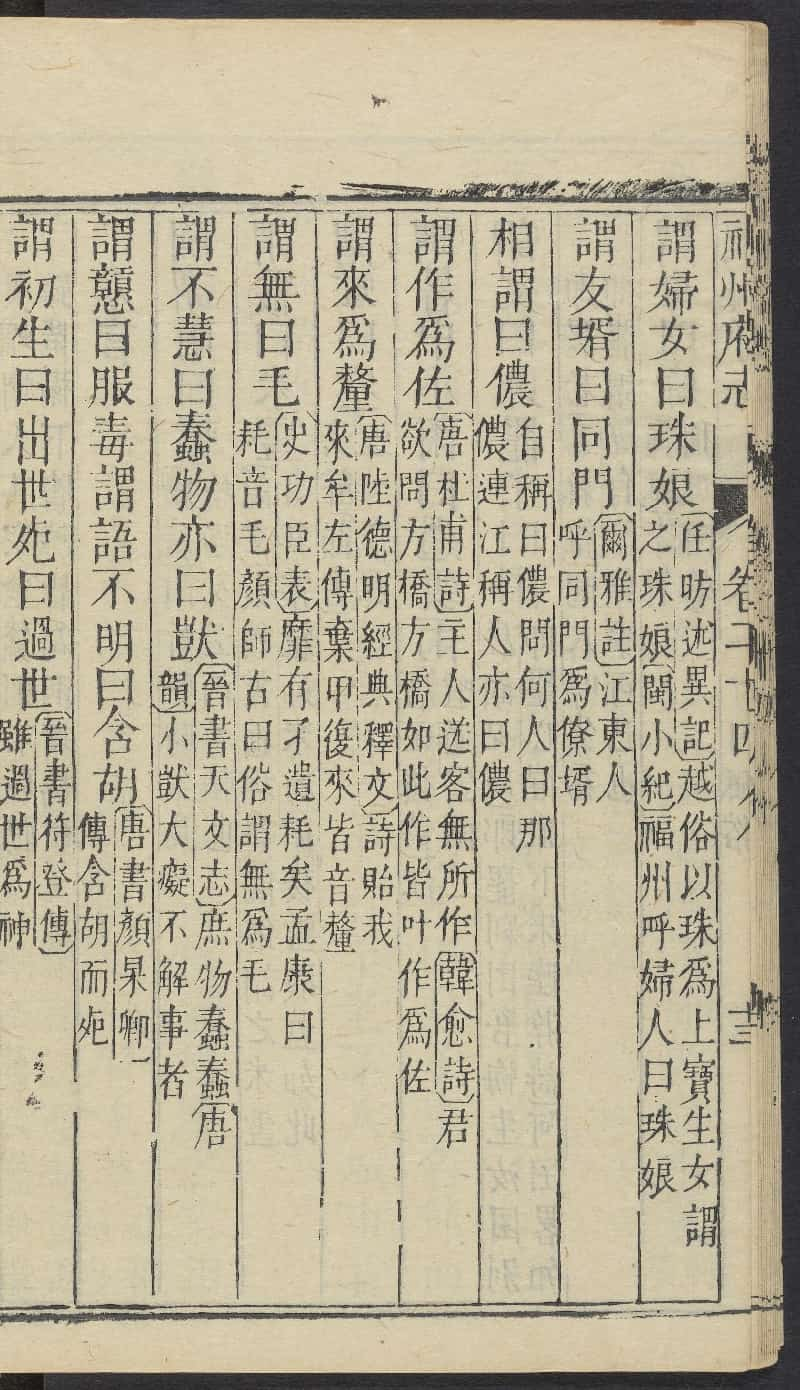 福州府志 卷二十四 十三
謂婦女曰珠娘 任昉述異記越俗以珠爲上寶生女謂
之珠娘閩小紀福州呼婦人曰珠娘
謂友壻曰同門 爾雅註江東人
呼同門爲僚壻
相謂曰儂 自稱曰儂問何人曰那
儂連江稱人亦曰儂
謂作爲佐 唐杜甫詩主人送客無所作韓愈詩君
欲問方橋方橋如此作皆叶作爲佐
謂來爲釐 唐陸德明經典釋文詩貽我
來牟左傳棄甲復來皆音釐
謂無曰毛 史功臣表靡有孑遺耗矣孟康曰
耗音毛顏師古曰俗謂無爲毛
謂不慧曰蠢物亦曰獃 晉書天文志庶物蠢蠢唐
韻小獃大癡不解事者
謂戇曰服毒謂語不明曰含胡 唐書顏杲卿
傳含胡而死
謂初生曰出世死曰過世 晉書苻登傳
雖過世爲神